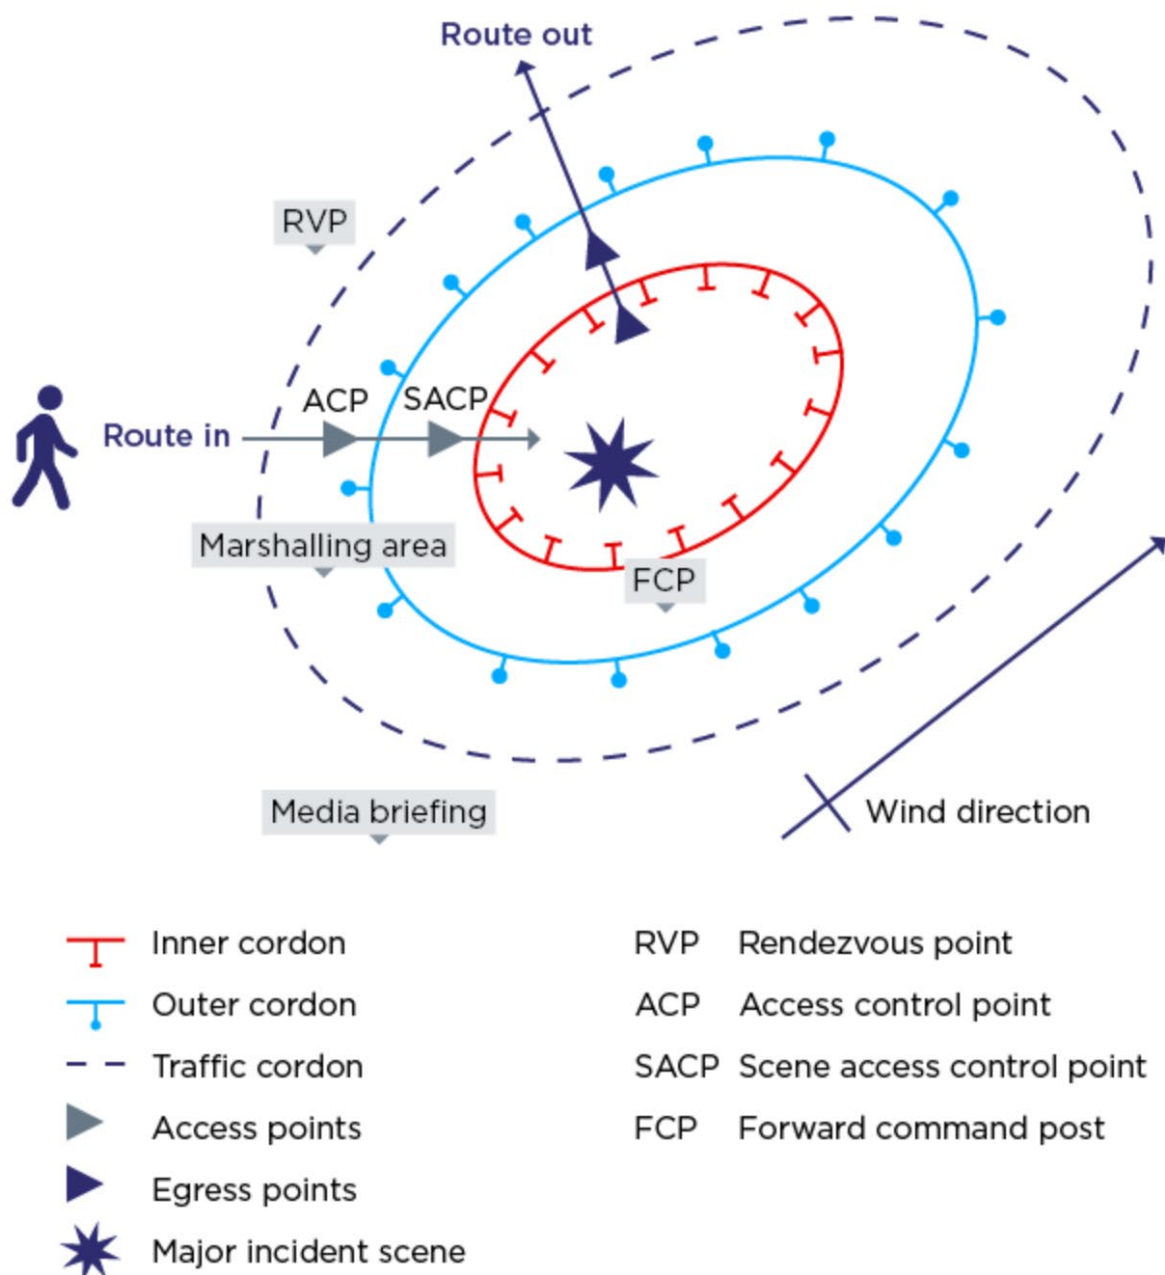 Route out
RVP
ACP
SACP
Route in
Marshalling area
FCP
Media briefing
Wind direction
Inner cordon
Outer cordon
Traffic cordon
Access points
Egress points
Major incident scene
RVP Rendezvous point
ACP Access control point
SACP Scene access control point
FCP Forward command post